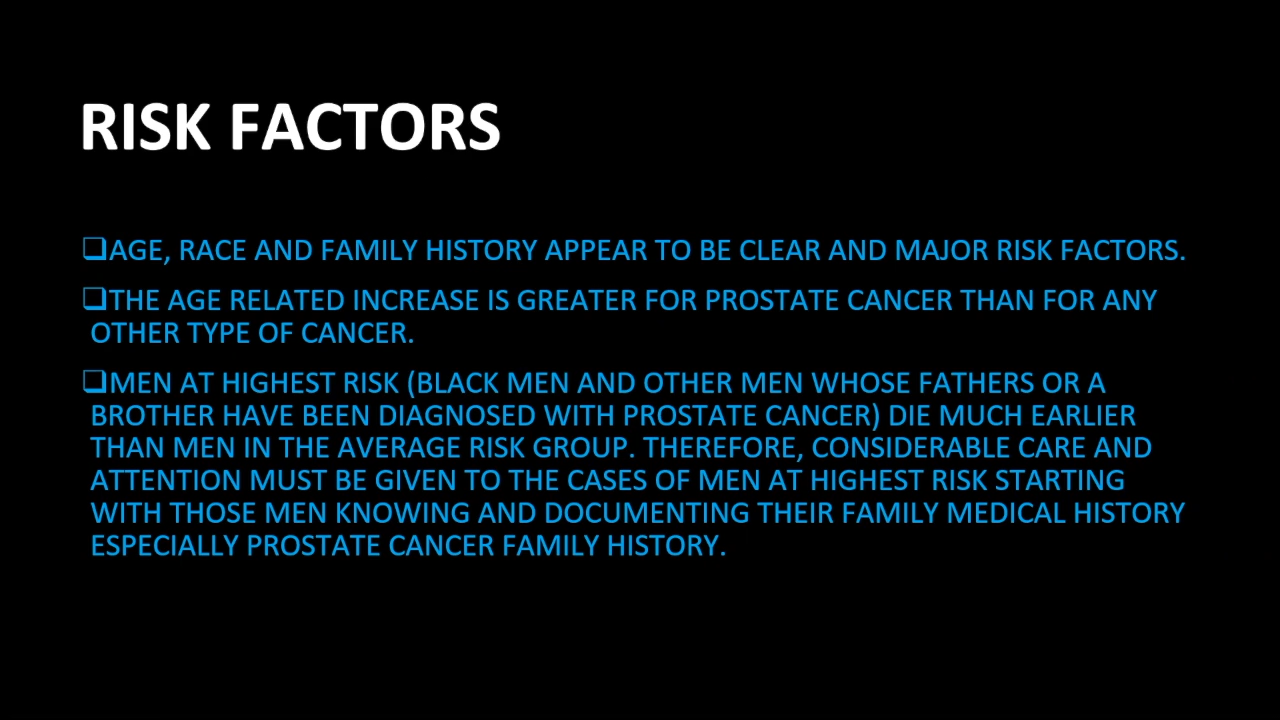 RISK FACTORS
❑AGE, RACE AND FAMILY HISTORY APPEAR TO BE CLEAR AND MAJOR RISK FACTORS.
❑THE AGE RELATED INCREASE IS GREATER FOR PROSTATE CANCER THAN FOR ANY
OTHER TYPE OF CANCER.
❑MEN AT HIGHEST RISK (BLACK MEN AND OTHER MEN WHOSE FATHERS OR A
BROTHER HAVE BEEN DIAGNOSED WITH PROSTATE CANCER) DIE MUCH EARLIER
THAN MEN IN THE AVERAGE RISK GROUP. THEREFORE, CONSIDERABLE CARE AND
ATTENTION MUST BE GIVEN TO THE CASES OF MEN AT HIGHEST RISK STARTING
WITH THOSE MEN KNOWING AND DOCUMENTING THEIR FAMILY MEDICAL HISTORY
ESPECIALLY PROSTATE CANCER FAMILY HISTORY.